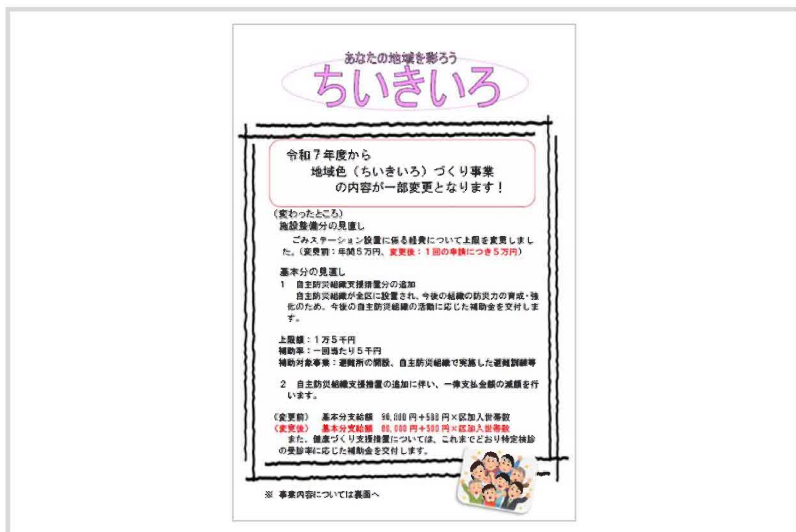 あなたの地域を彩ろう
ちいきいろ
令和7年度から
地域色（ちいきいろ）づくり事業
の内容が一部変更となります！
（変わったところ）
施設整備分の見直し
ごみステーション設置に係る経費について上限を変更しまし
た。（変更前：年間5万円、変更後：1回の申請につき5万円）
基本分の見直し
1　自主防災組織支援措置分の追加
自主防災組織が全区に設置され、今後の組織の防災力の育成・強
化のため、今後の自主防災組織の活動に応じた補助金を交付しま
す。
上限額：1万5千円
補助率：一回当たり5千円
補助対象事業：避難所の開設、自主防災組織で実施した避難訓練等
2　自主防災組織支援措置の追加に伴い、一律支払金額の減額を行
います。
（変更前）　基本分支給額　90,000円＋500円×区加入世帯数
（変更後）　基本分支給額　80,000円＋500円×区加入世帯数
また、健康づくり支援措置については、これまでどおり特定検診
の受診率に応じた補助金を交付します。
※　事業内容については裏面へ